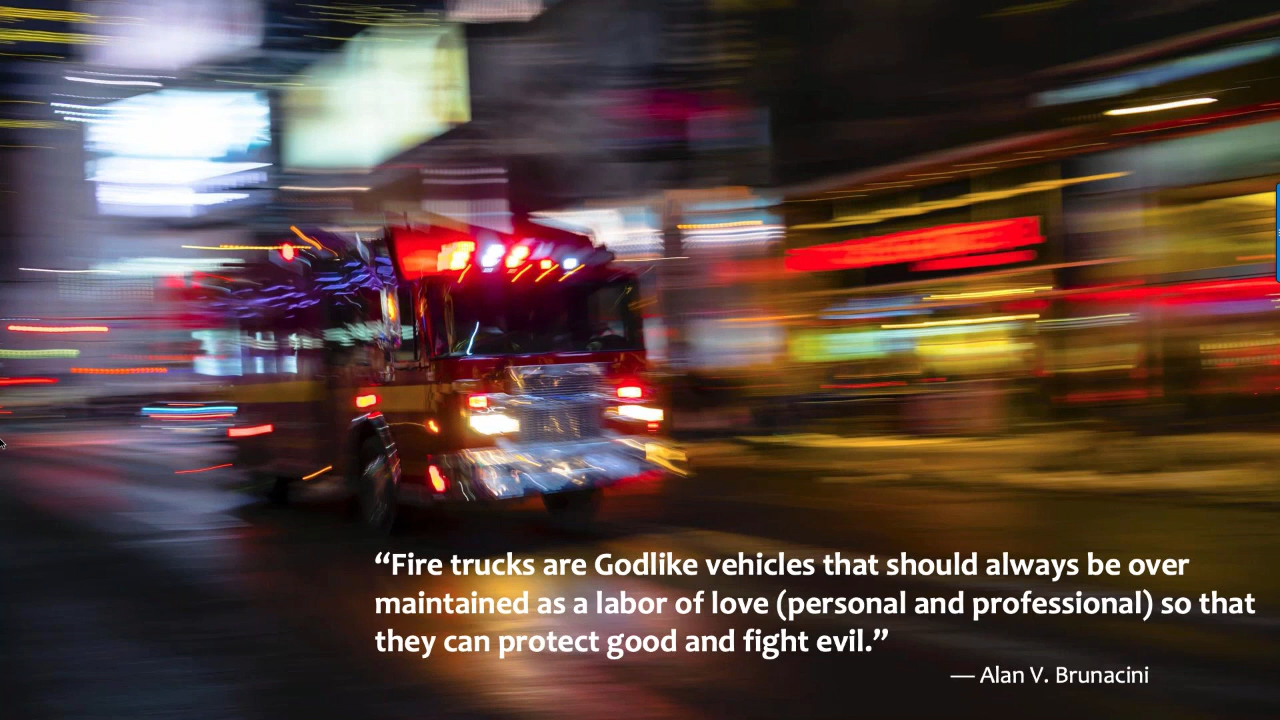 “Fire trucks are Godlike vehicles that should always be over
maintained as a labor of love (personal and professional) so that
they can protect good and fight evil.”
— Alan V. Brunacini